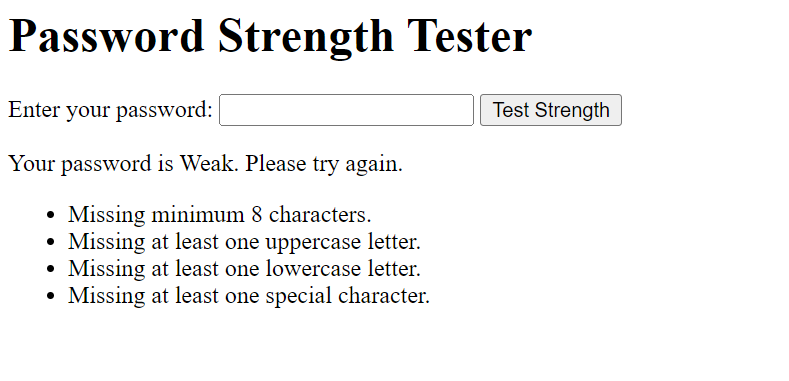 Password Strength Tester
Enter your password: Test Strength
Your password is Weak. Please try again.
• Missing minimum 8 characters.
• Missing at least one uppercase letter.
• Missing at least one lowercase letter.
• Missing at least one special character.